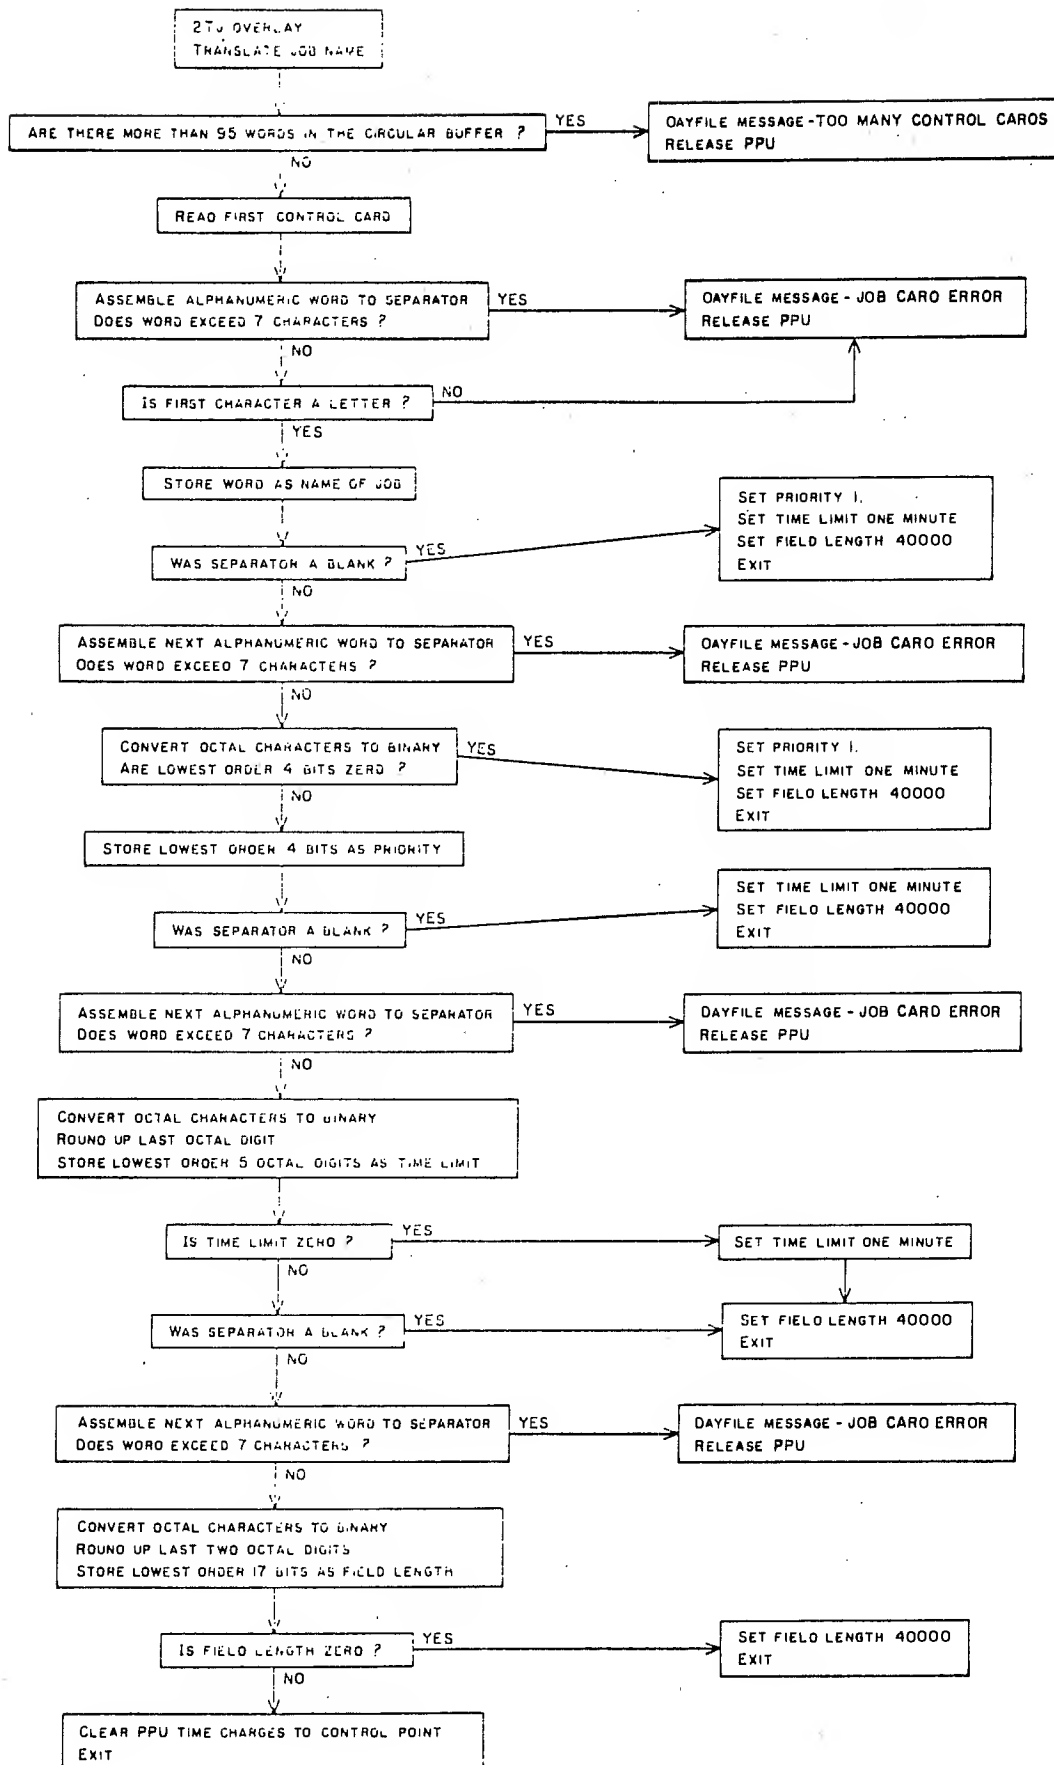 2TJ OVERLAY
TRANSLATE JOB NAME
ARE THERE MORE THAN 95 WORDS IN THE CIRCULAR BUFFER ?
YES
DAYFILE MESSAGE - TOO MANY CONTROL CARDS
RELEASE PPU
NO
READ FIRST CONTROL CARD
ASSEMBLE ALPHANUMERIC WORD TO SEPARATOR
DOES WORD EXCEED 7 CHARACTERS ?
YES
DAYFILE MESSAGE - JOB CARD ERROR
RELEASE PPU
NO
IS FIRST CHARACTER A LETTER ?
NO
YES
STORE WORD AS NAME OF JOB
WAS SEPARATOR A BLANK ?
YES
SET PRIORITY 1.
SET TIME LIMIT ONE MINUTE
SET FIELD LENGTH 40000
EXIT
NO
ASSEMBLE NEXT ALPHANUMERIC WORD TO SEPARATOR
DOES WORD EXCEED 7 CHARACTERS ?
YES
DAYFILE MESSAGE - JOB CARD ERROR
RELEASE PPU
NO
CONVERT OCTAL CHARACTERS TO BINARY
ARE LOWEST ORDER 4 BITS ZERO ?
YES
SET PRIORITY 1.
SET TIME LIMIT ONE MINUTE
SET FIELD LENGTH 40000
EXIT
NO
STORE LOWEST ORDER 4 BITS AS PRIORITY
WAS SEPARATOR A BLANK ?
YES
SET TIME LIMIT ONE MINUTE
SET FIELD LENGTH 40000
EXIT
NO
ASSEMBLE NEXT ALPHANUMERIC WORD TO SEPARATOR
DOES WORD EXCEED 7 CHARACTERS ?
YES
DAYFILE MESSAGE - JOB CARD ERROR
RELEASE PPU
NO
CONVERT OCTAL CHARACTERS TO BINARY
ROUND UP LAST OCTAL DIGIT
STORE LOWEST ORDER 5 OCTAL DIGITS AS TIME LIMIT
IS TIME LIMIT ZERO ?
YES
SET TIME LIMIT ONE MINUTE
NO
WAS SEPARATOR A BLANK ?
YES
SET FIELD LENGTH 40000
EXIT
NO
ASSEMBLE NEXT ALPHANUMERIC WORD TO SEPARATOR
DOES WORD EXCEED 7 CHARACTERS ?
YES
DAYFILE MESSAGE - JOB CARD ERROR
RELEASE PPU
NO
CONVERT OCTAL CHARACTERS TO BINARY
ROUND UP LAST TWO OCTAL DIGITS
STORE LOWEST ORDER 17 BITS AS FIELD LENGTH
IS FIELD LENGTH ZERO ?
YES
SET FIELD LENGTH 40000
EXIT
NO
CLEAR PPU TIME CHARGES TO CONTROL POINT
EXIT